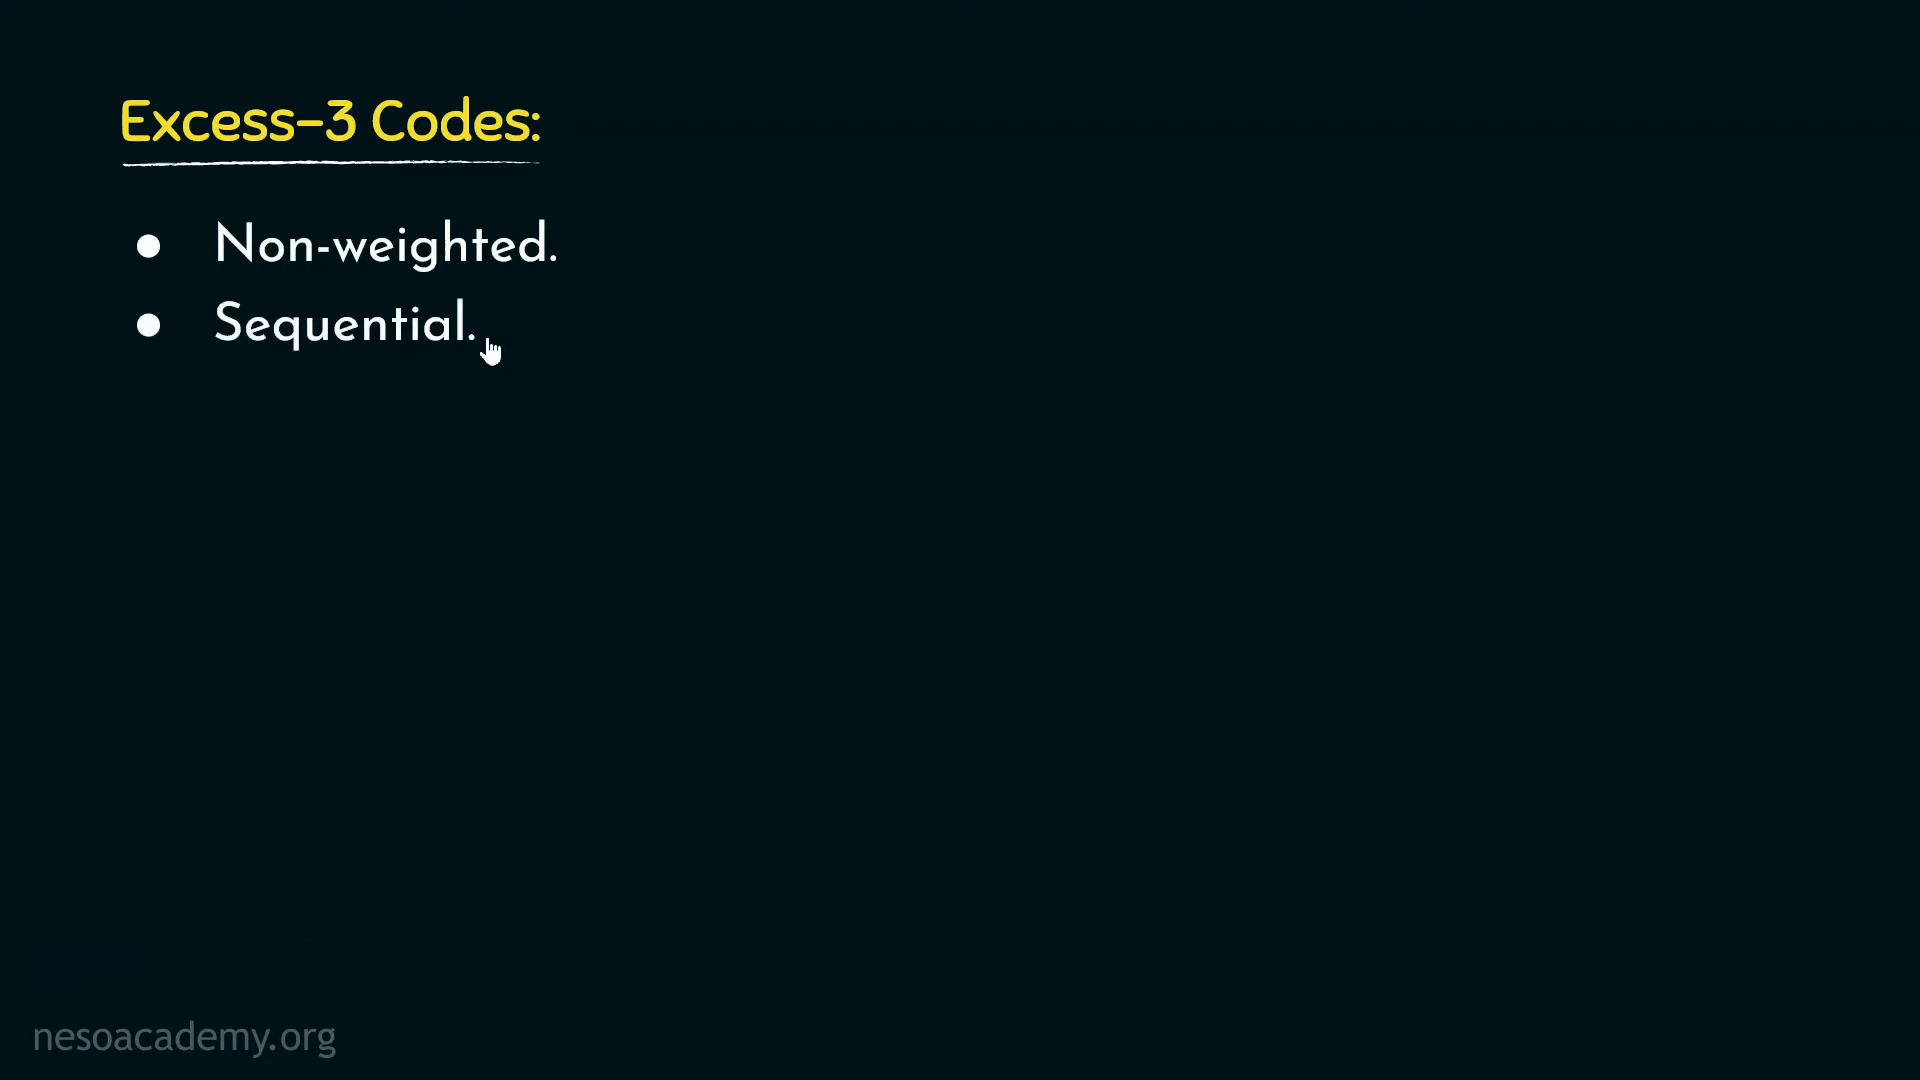 Excess-3 Codes:
● Non-weighted.
● Sequential.
nesoacademy.org